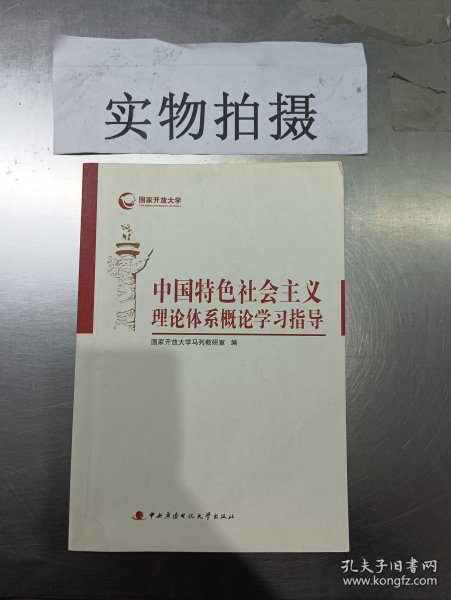 实物拍摄
国家开放大学
中国特色社会主义
理论体系概论学习指导
国家开放大学马列教研室 编
中央广播电视大学出版社
孔夫子旧书网
www.kongfz.com